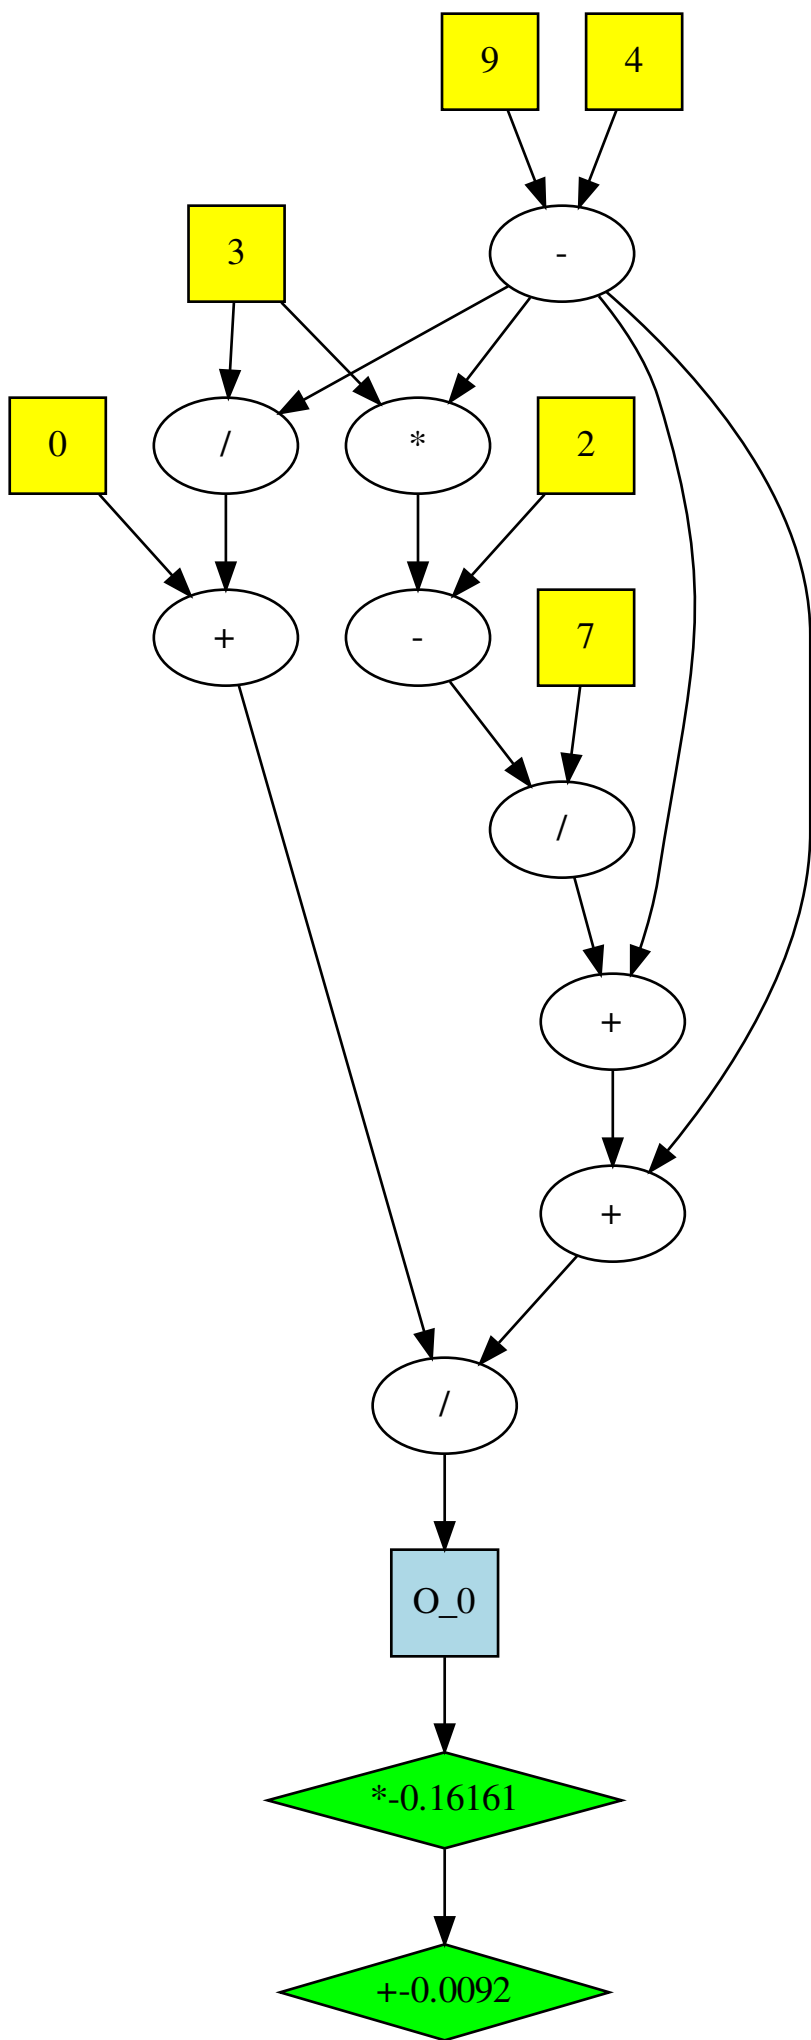 9 4
3 -
0 / * 2
+ - 7
/
+
+
/
O_0
*-0.16161
+-0.0092